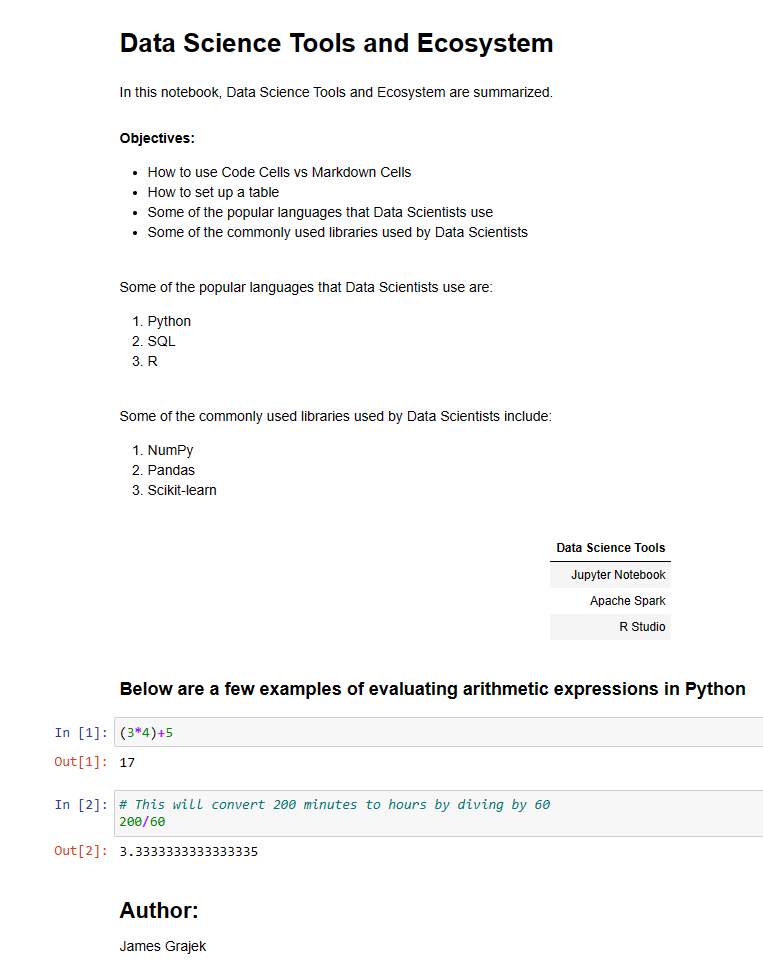 Data Science Tools and Ecosystem
In this notebook, Data Science Tools and Ecosystem are summarized.
Objectives:
• How to use Code Cells vs Markdown Cells
• How to set up a table
• Some of the popular languages that Data Scientists use
• Some of the commonly used libraries used by Data Scientists
Some of the popular languages that Data Scientists use are:
1. Python
2. SQL
3. R
Some of the commonly used libraries used by Data Scientists include:
1. NumPy
2. Pandas
3. Scikit-learn
Data Science Tools
Jupyter Notebook
Apache Spark
R Studio
Below are a few examples of evaluating arithmetic expressions in Python
In [1]: (3*4)+5
Out[1]: 17
In [2]: # This will convert 200 minutes to hours by diving by 60
200/60
Out[2]: 3.3333333333333335
Author:
James Grajek